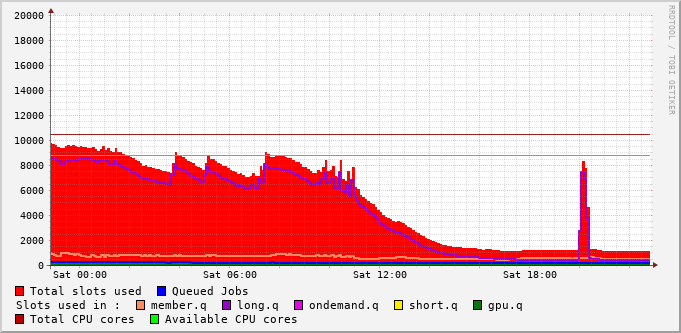 20000
18000
16000
14000
12000
10000
8000
6000
4000
2000
0
Sat 00:00 Sat 06:00 Sat 12:00 Sat 18:00
Total slots used Queued Jobs
Slots used in : member.q long.q ondemand.q short.q gpu.q
Total CPU cores Available CPU cores
RRDTOOL / TOBI OETIKER